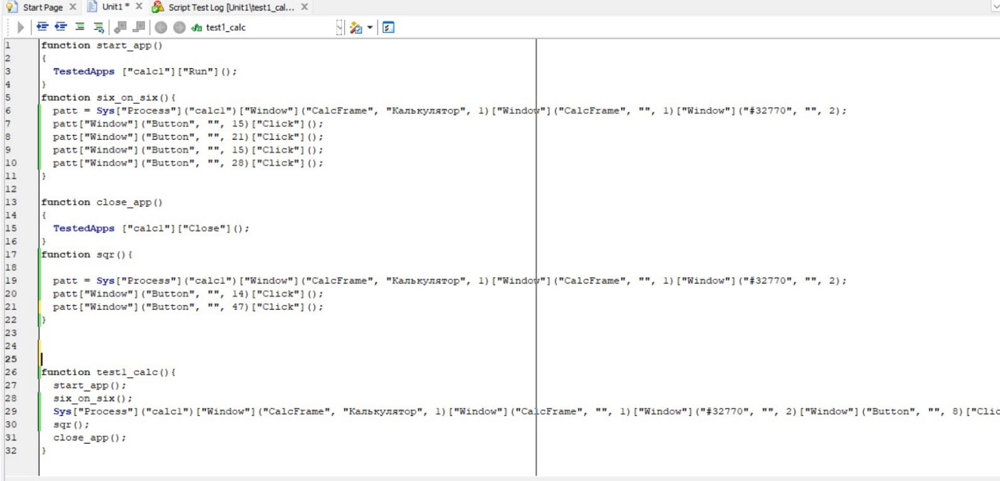 Start Page
Unit1 *
Script Test Log [Unit1\test1_cal...
test1_calc
1 function start_app()
2 {
3 TestedApps ["calc1"]["Run"]();
4 }
5 function six_on_six(){
6 patt = Sys["Process"]("calc1")["Window"]("CalcFrame", "Калькулятор", 1)["Window"]("CalcFrame", "", 1)["Window"]("#32770", "", 2);
7 patt["Window"]("Button", "", 15)["Click"]();
8 patt["Window"]("Button", "", 21)["Click"]();
9 patt["Window"]("Button", "", 15)["Click"]();
10 patt["Window"]("Button", "", 28)["Click"]();
11 }
12
13 function close_app()
14 {
15 TestedApps ["calc1"]["Close"]();
16 }
17 function sqr(){
18
19 patt = Sys["Process"]("calc1")["Window"]("CalcFrame", "Калькулятор", 1)["Window"]("CalcFrame", "", 1)["Window"]("#32770", "", 2);
20 patt["Window"]("Button", "", 14)["Click"]();
21 patt["Window"]("Button", "", 47)["Click"]();
22 }
23
24
25
26 function test1_calc(){
27 start_app();
28 six_on_six();
29 Sys["Process"]("calc1")["Window"]("CalcFrame", "Калькулятор", 1)["Window"]("CalcFrame", "", 1)["Window"]("#32770", "", 2)["Window"]("Button", "", 8)["Clic
30 sqr();
31 close_app();
32 }